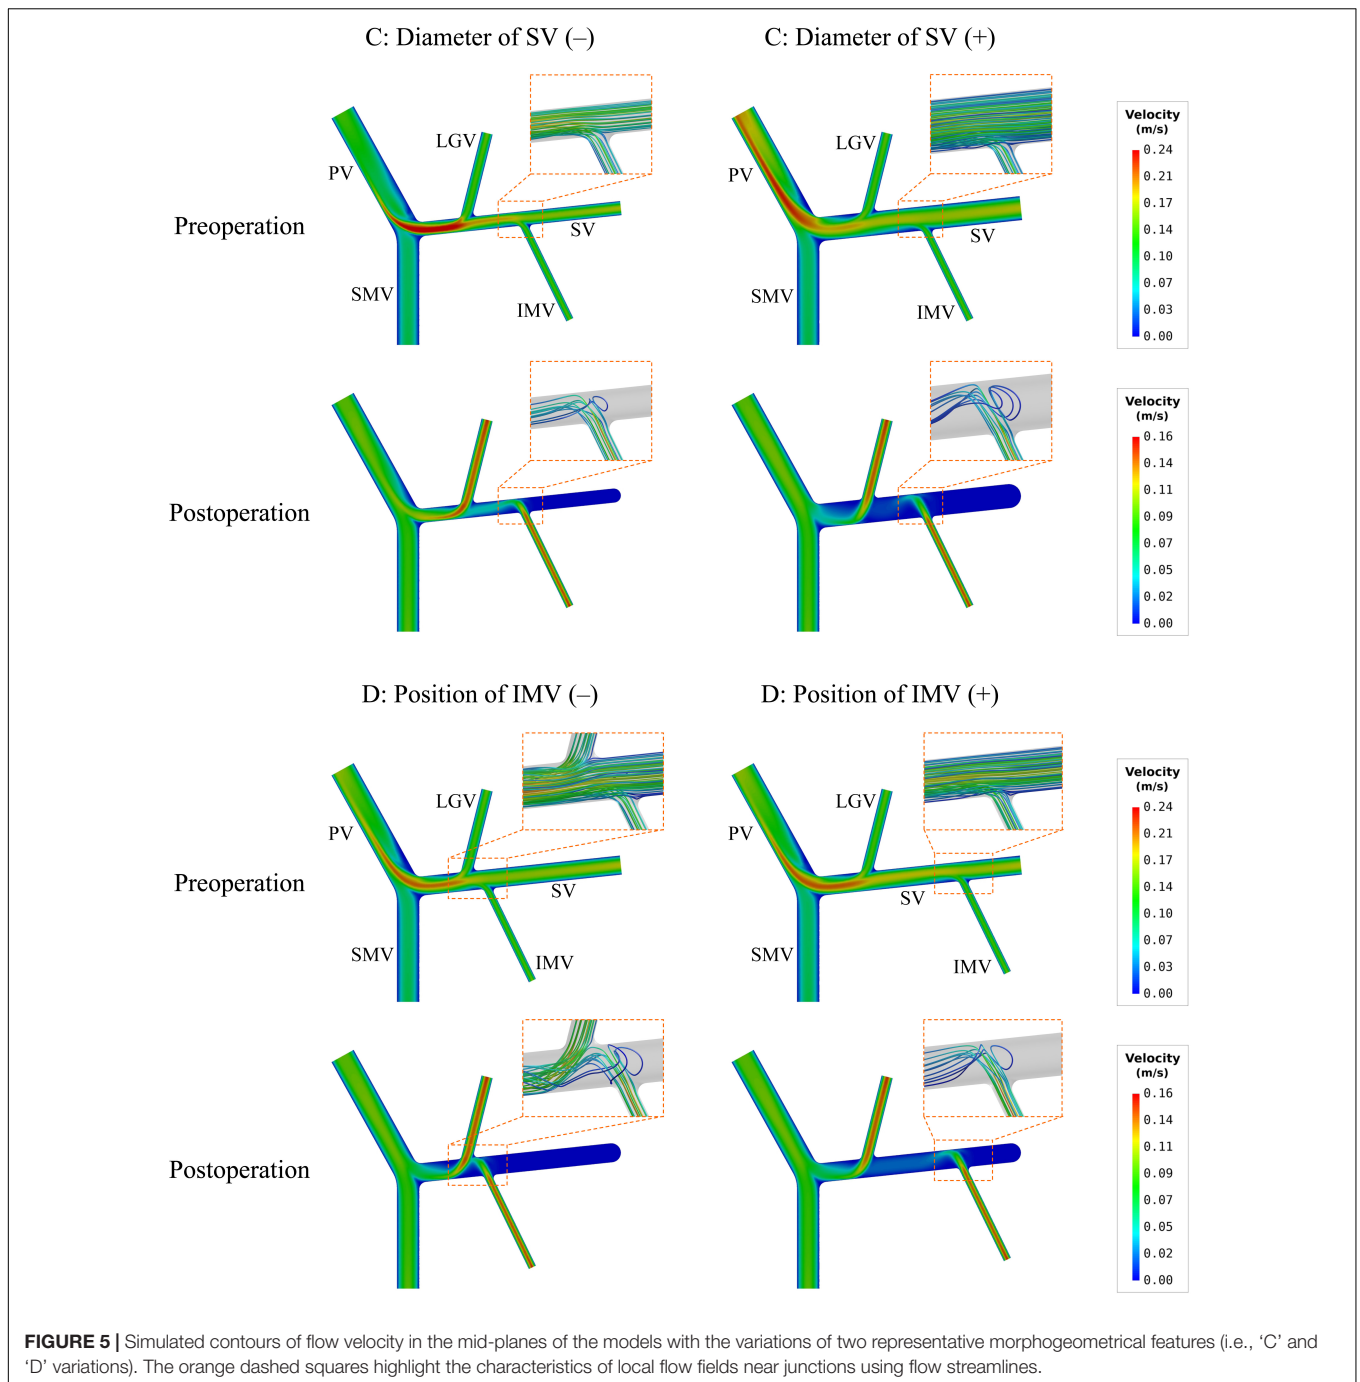 C: Diameter of SV (–)
C: Diameter of SV (+)
Preoperation
PV
LGV
SV
SMV
IMV
PV
LGV
SV
SMV
IMV
Velocity
(m/s)
0.24
0.21
0.17
0.14
0.10
0.07
0.03
0.00
Postoperation
Velocity
(m/s)
0.16
0.14
0.11
0.09
0.07
0.05
0.02
0.00
D: Position of IMV (–)
D: Position of IMV (+)
Preoperation
PV
LGV
SV
SMV
IMV
PV
LGV
SV
SMV
IMV
Velocity
(m/s)
0.24
0.21
0.17
0.14
0.10
0.07
0.03
0.00
Postoperation
Velocity
(m/s)
0.16
0.14
0.11
0.09
0.07
0.05
0.02
0.00
FIGURE 5 | Simulated contours of flow velocity in the mid-planes of the models with the variations of two representative morphogeometrical features (i.e., ‘C’ and
‘D’ variations). The orange dashed squares highlight the characteristics of local flow fields near junctions using flow streamlines.